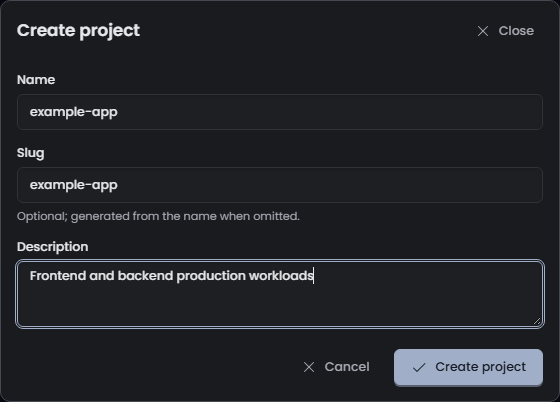 Create project
Close
Name
example-app
Slug
example-app
Optional; generated from the name when omitted.
Description
Frontend and backend production workloads
Cancel
Create project